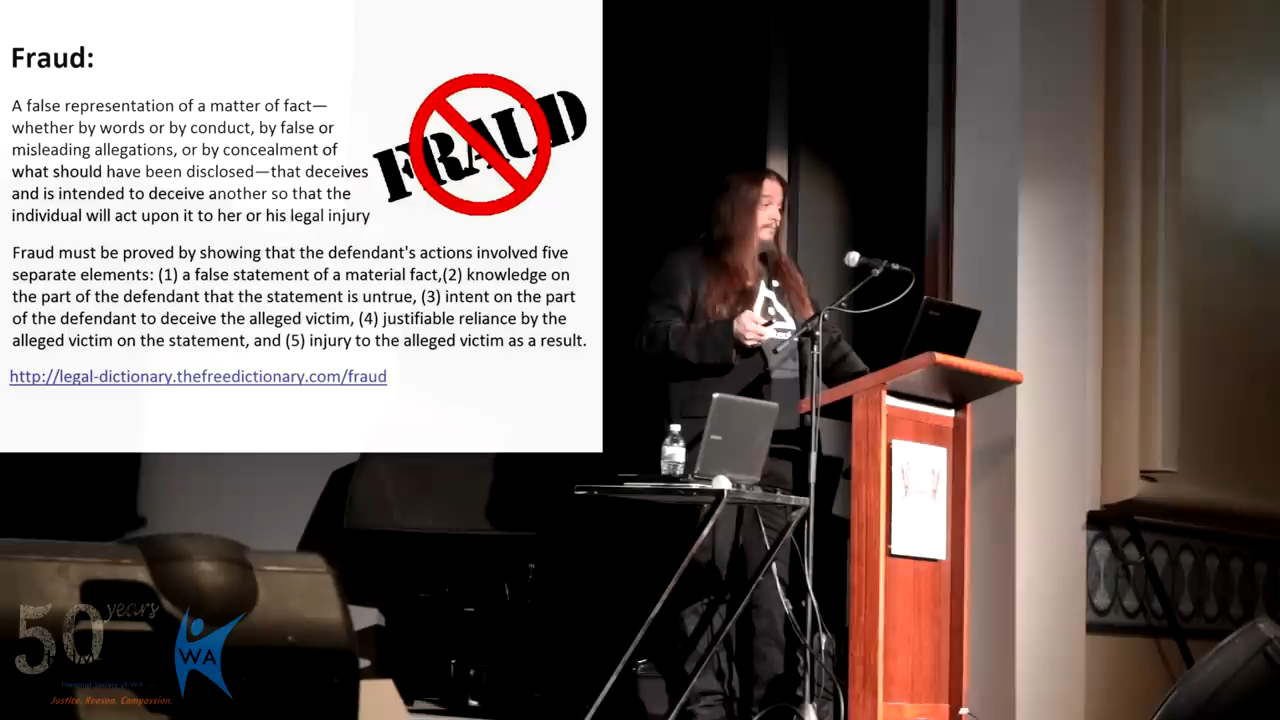 Fraud:
A false representation of a matter of fact—
whether by words or by conduct, by false or
misleading allegations, or by concealment of
what should have been disclosed—that deceives
and is intended to deceive another so that the
individual will act upon it to her or his legal injury
FRAUD
Fraud must be proved by showing that the defendant's actions involved five
separate elements: (1) a false statement of a material fact,(2) knowledge on
the part of the defendant that the statement is untrue, (3) intent on the part
of the defendant to deceive the alleged victim, (4) justifiable reliance by the
alleged victim on the statement, and (5) injury to the alleged victim as a result.
http://legal-dictionary.thefreedictionary.com/fraud
50 years
WA
Humanist Society of WA
Justice. Reason. Compassion.